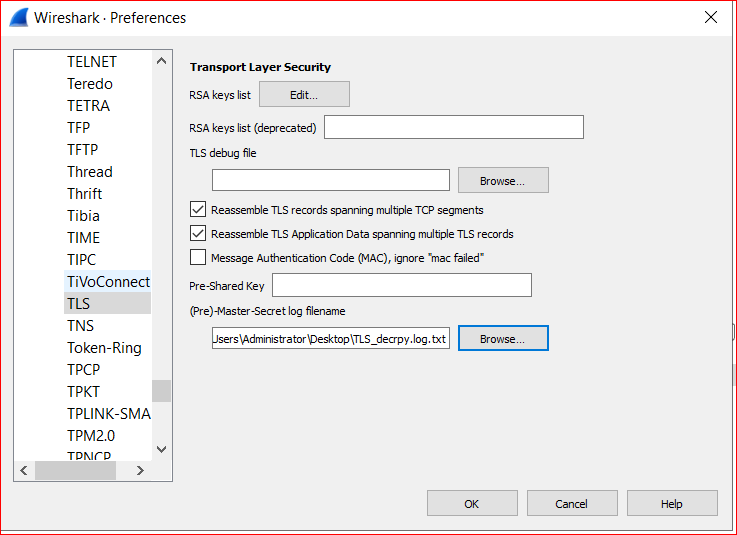 Wireshark · Preferences
TELNET
Teredo
TETRA
TFP
TFTP
Thread
Thrift
Tibia
TIME
TIPC
TiVoConnect
TLS
TNS
Token-Ring
TPCP
TPKT
TPLINK-SMA
TPM2.0
TPNCP
Transport Layer Security
RSA keys list Edit...
RSA keys list (deprecated)
TLS debug file
Browse...
Reassemble TLS records spanning multiple TCP segments
Reassemble TLS Application Data spanning multiple TLS records
Message Authentication Code (MAC), ignore "mac failed"
Pre-Shared Key
(Pre)-Master-Secret log filename
Users\Administrator\Desktop\TLS_decrpy.log.txt Browse...
OK Cancel Help